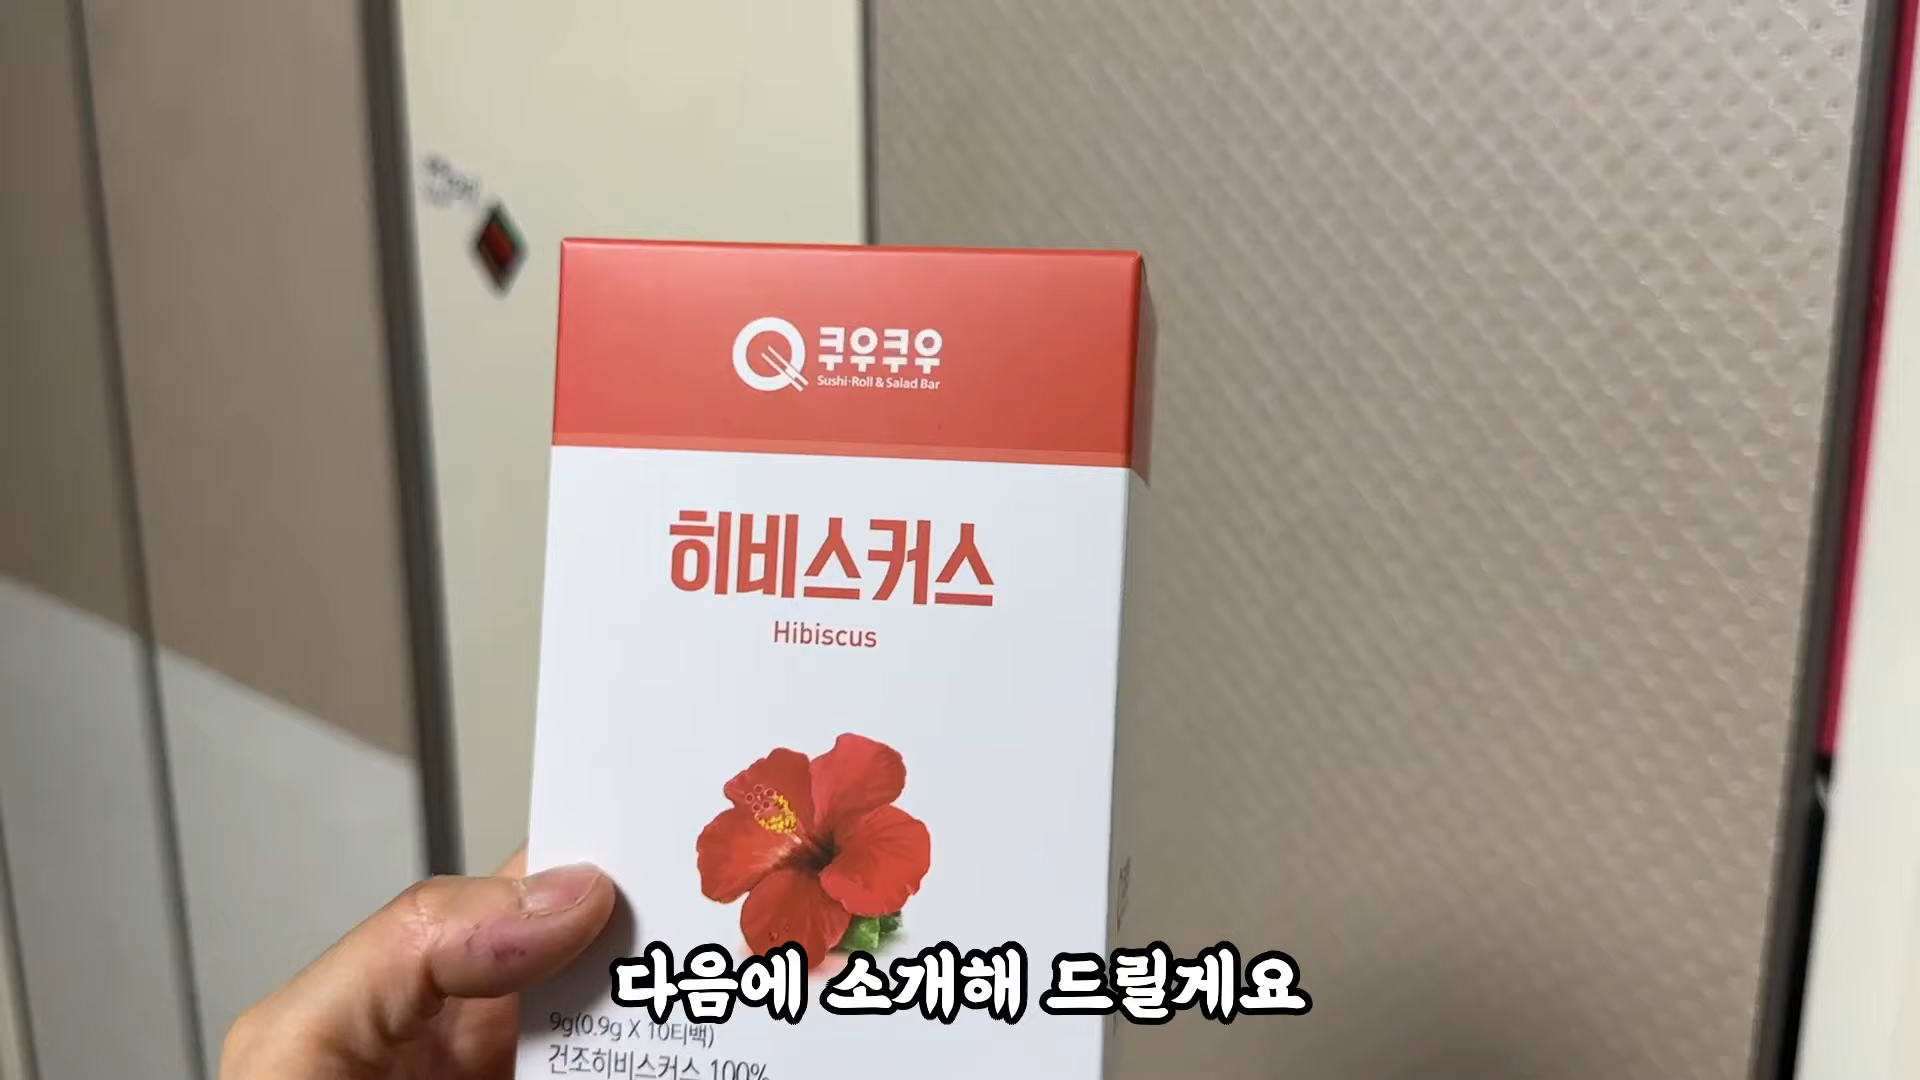 쿠우쿠우
Sushi·Roll & Salad Bar
히비스커스
Hibiscus
다음에 소개해 드릴게요
9g(0.9g X 10티백)
건조히비스커스 100%